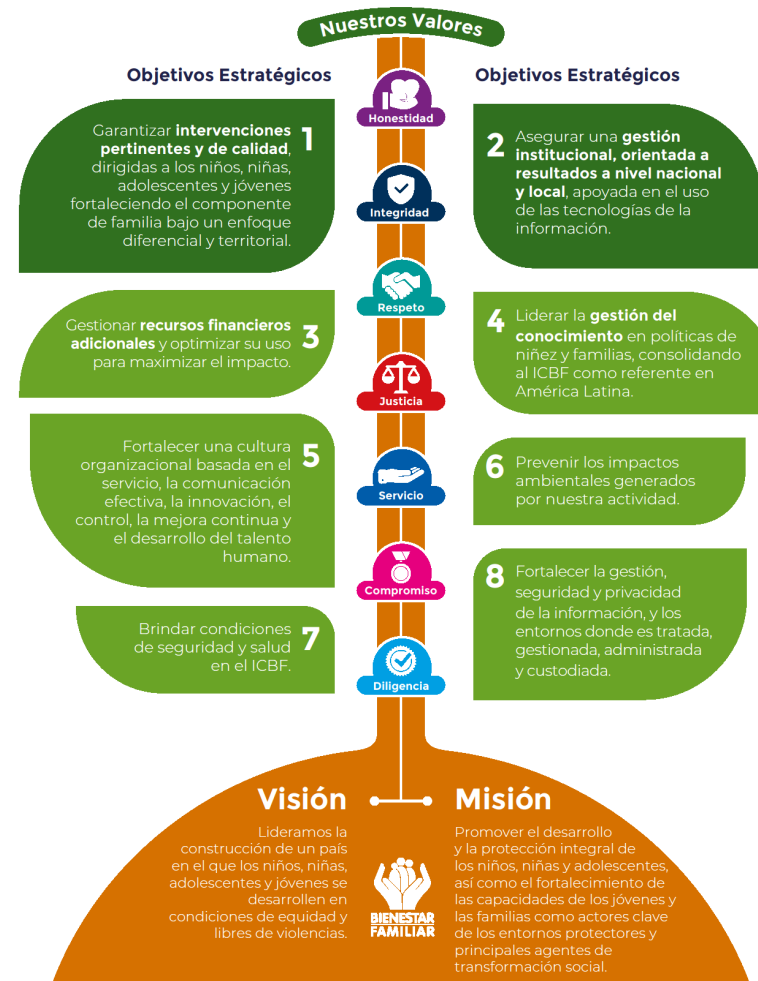 Nuestros Valores
Objetivos Estratégicos
Objetivos Estratégicos
Honestidad
1
Garantizar intervenciones
pertinentes y de calidad,
dirigidas a los niños, niñas,
adolescentes y jóvenes
fortaleciendo el componente
de familia bajo un enfoque
diferencial y territorial.
2
Asegurar una gestión
institucional, orientada a
resultados a nivel nacional
y local, apoyada en el uso
de las tecnologías de la
información.
Integridad
Respeto
3
Gestionar recursos financieros
adicionales y optimizar su uso
para maximizar el impacto.
4
Liderar la gestión del
conocimiento en políticas de
niñez y familias, consolidando
al ICBF como referente en
América Latina.
Justicia
5
Fortalecer una cultura
organizacional basada en el
servicio, la comunicación
efectiva, la innovación, el
control, la mejora continua y
el desarrollo del talento
humano.
6
Prevenir los impactos
ambientales generados
por nuestra actividad.
Servicio
Compromiso
7
Brindar condiciones
de seguridad y salud
en el ICBF.
8
Fortalecer la gestión,
seguridad y privacidad
de la información, y los
entornos donde es tratada,
gestionada, administrada
y custodiada.
Diligencia
Visión
Lideramos la
construcción de un país
en el que los niños, niñas,
adolescentes y jóvenes se
desarrollen en
condiciones de equidad y
libres de violencias.
BIENESTAR
FAMILIAR
Misión
Promover el desarrollo
y la protección integral de
los niños, niñas y adolescentes,
así como el fortalecimiento de
las capacidades de los jóvenes y
las familias como actores clave
de los entornos protectores y
principales agentes de
transformación social.